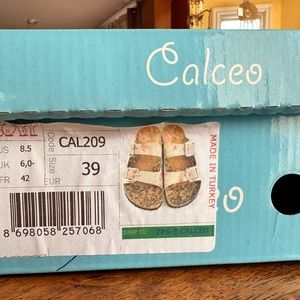 Calceo
US 8.5
UK 6,0-
FR 42
Code CAL209
Size EUR 39
MADE IN TURKEY
8 698058 257068
SHIP TO
o